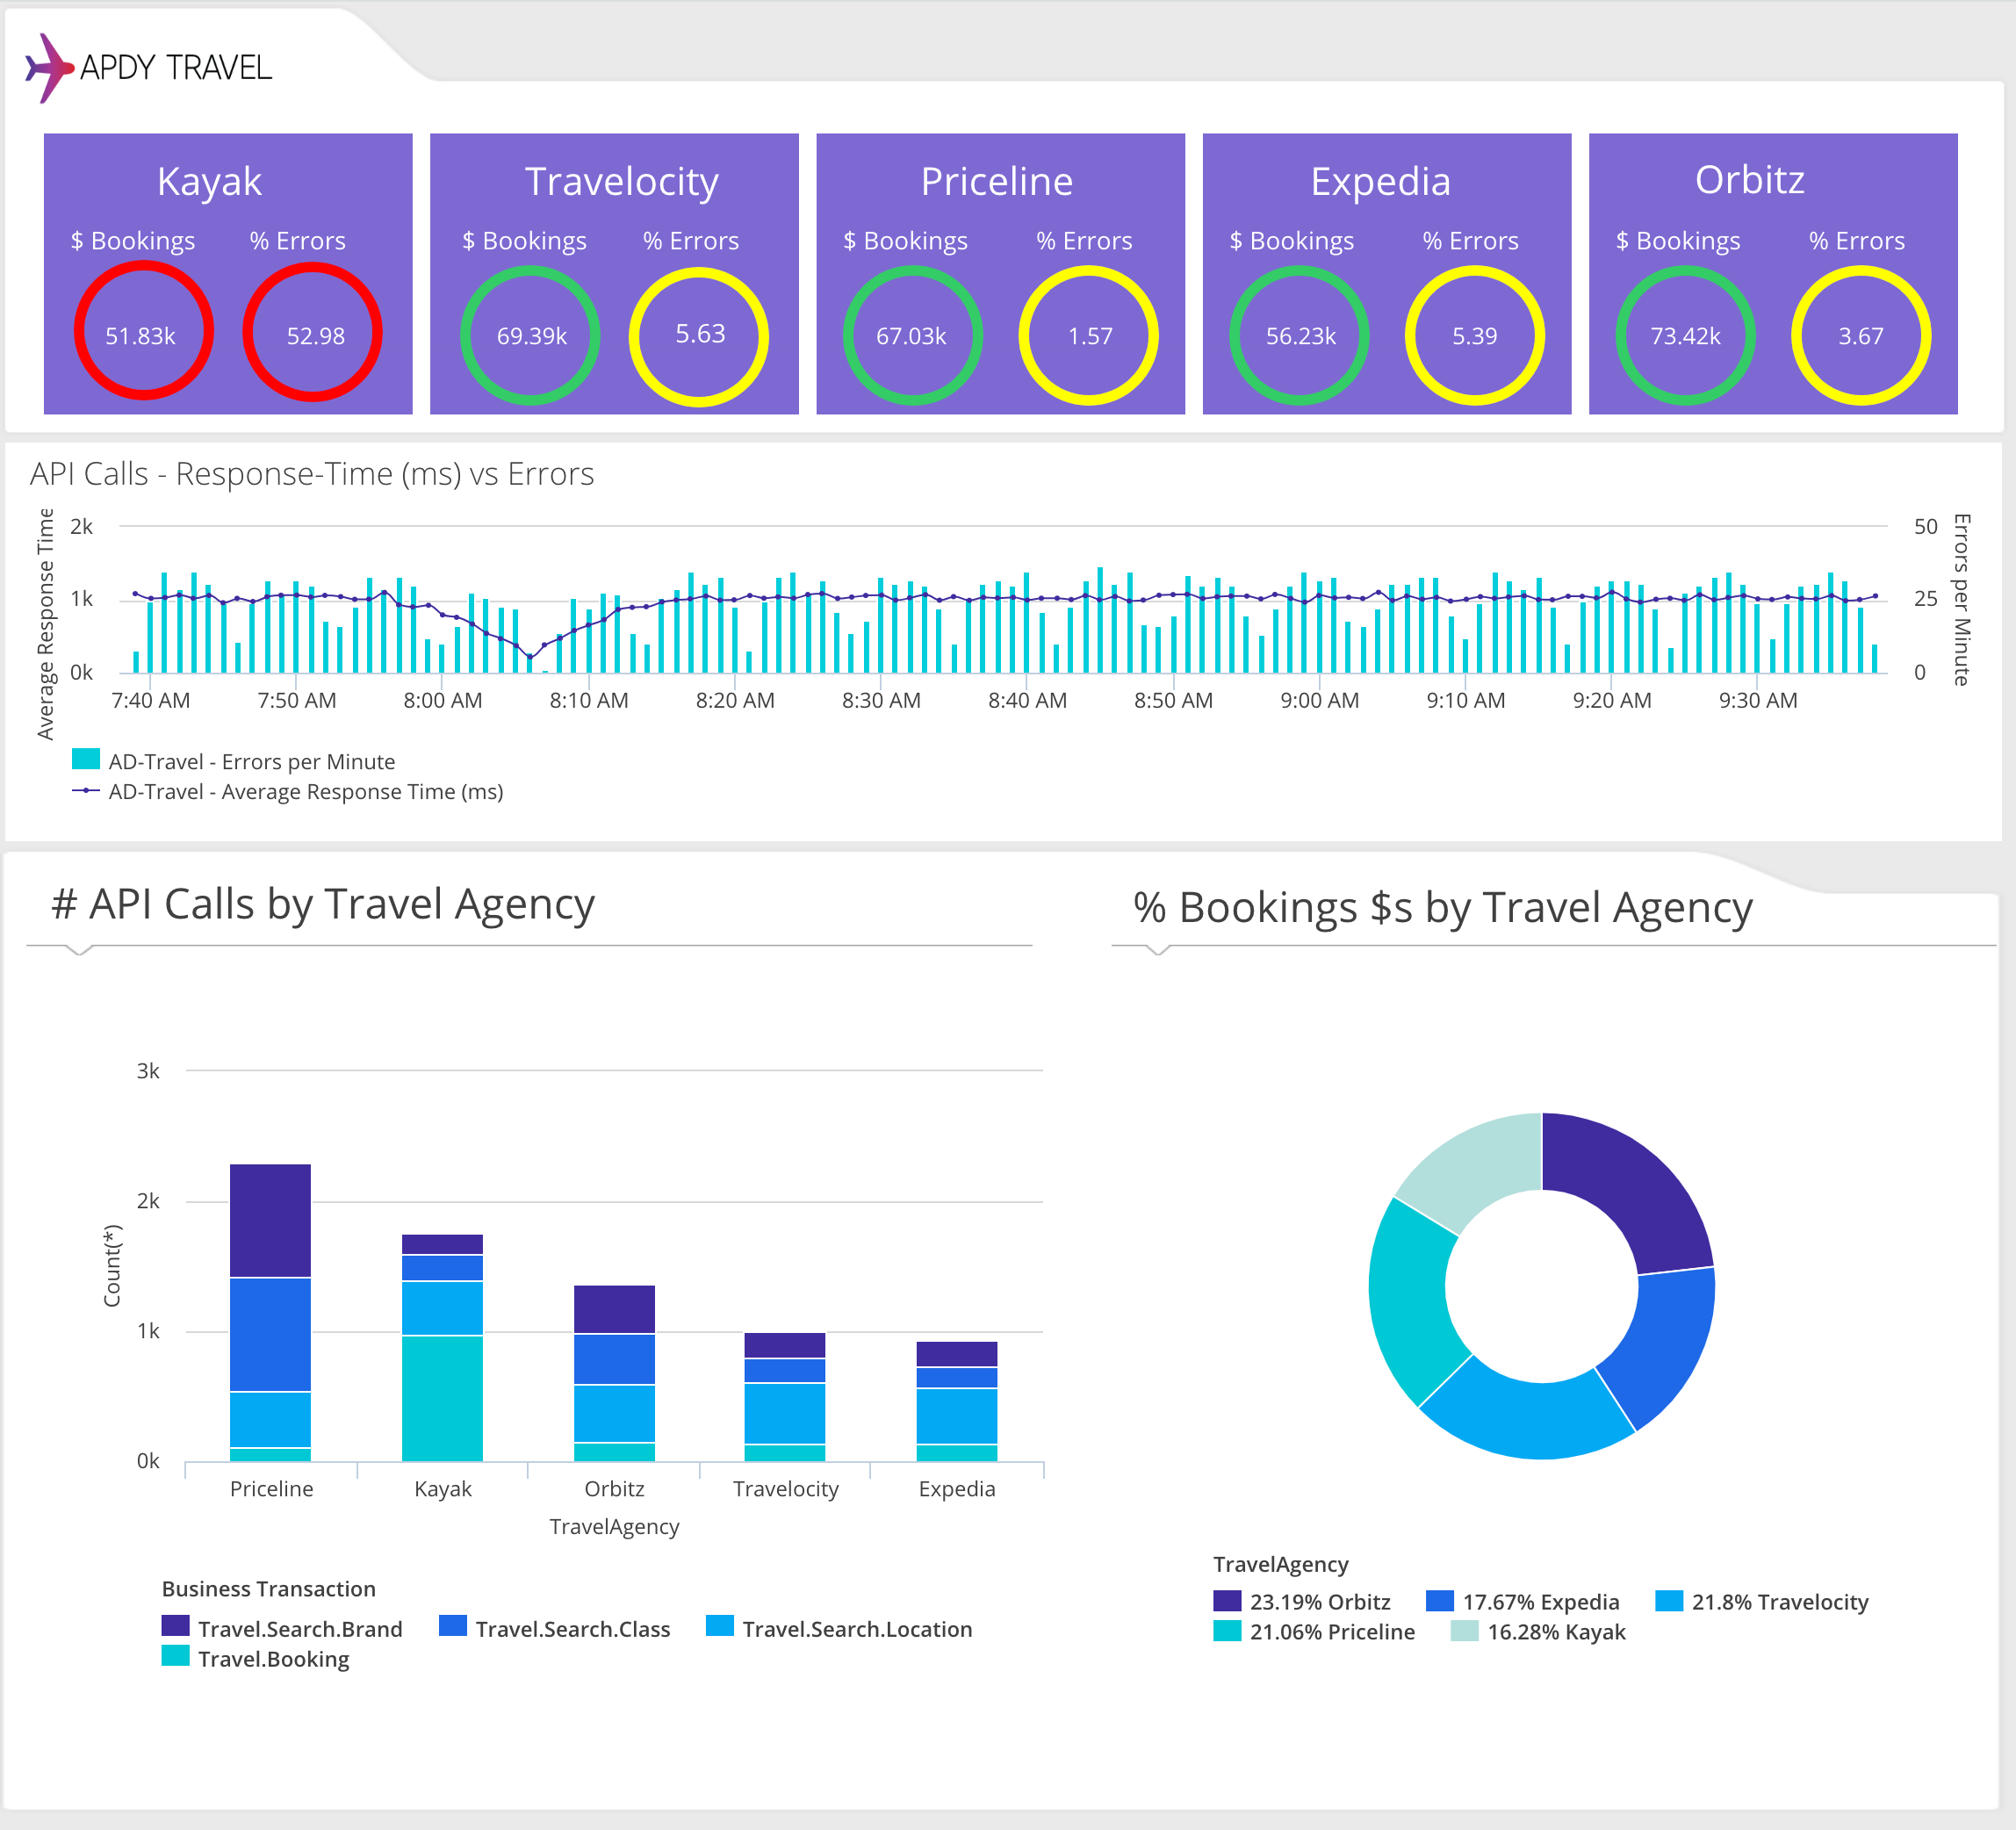 APDY TRAVEL
Kayak
$ Bookings % Errors
51.83k 52.98
Travelocity
$ Bookings % Errors
69.39k 5.63
Priceline
$ Bookings % Errors
67.03k 1.57
Expedia
$ Bookings % Errors
56.23k 5.39
Orbitz
$ Bookings % Errors
73.42k 3.67
API Calls - Response-Time (ms) vs Errors
Average Response Time
2k
1k
0k
50
25
0
Errors per Minute
7:40 AM 7:50 AM 8:00 AM 8:10 AM 8:20 AM 8:30 AM 8:40 AM 8:50 AM 9:00 AM 9:10 AM 9:20 AM 9:30 AM
AD-Travel - Errors per Minute
AD-Travel - Average Response Time (ms)
# API Calls by Travel Agency
Count(*)
3k
2k
1k
0k
Priceline Kayak Orbitz Travelocity Expedia
TravelAgency
Business Transaction
Travel.Search.Brand Travel.Search.Class Travel.Search.Location
Travel.Booking
% Bookings $s by Travel Agency
TravelAgency
23.19% Orbitz 17.67% Expedia 21.8% Travelocity
21.06% Priceline 16.28% Kayak